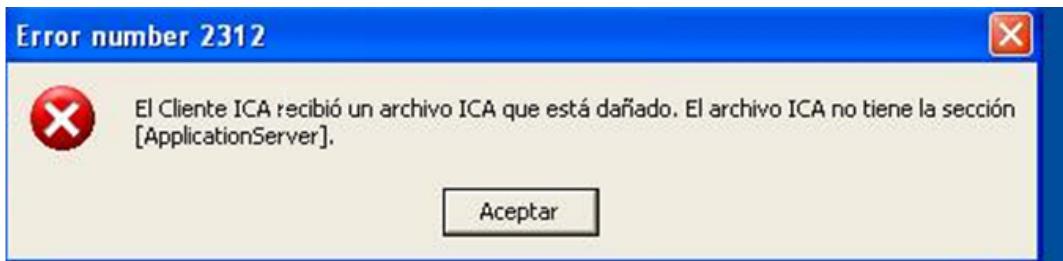 Error number 2312
El Cliente ICA recibió un archivo ICA que está dañado. El archivo ICA no tiene la sección
[ApplicationServer].
Aceptar